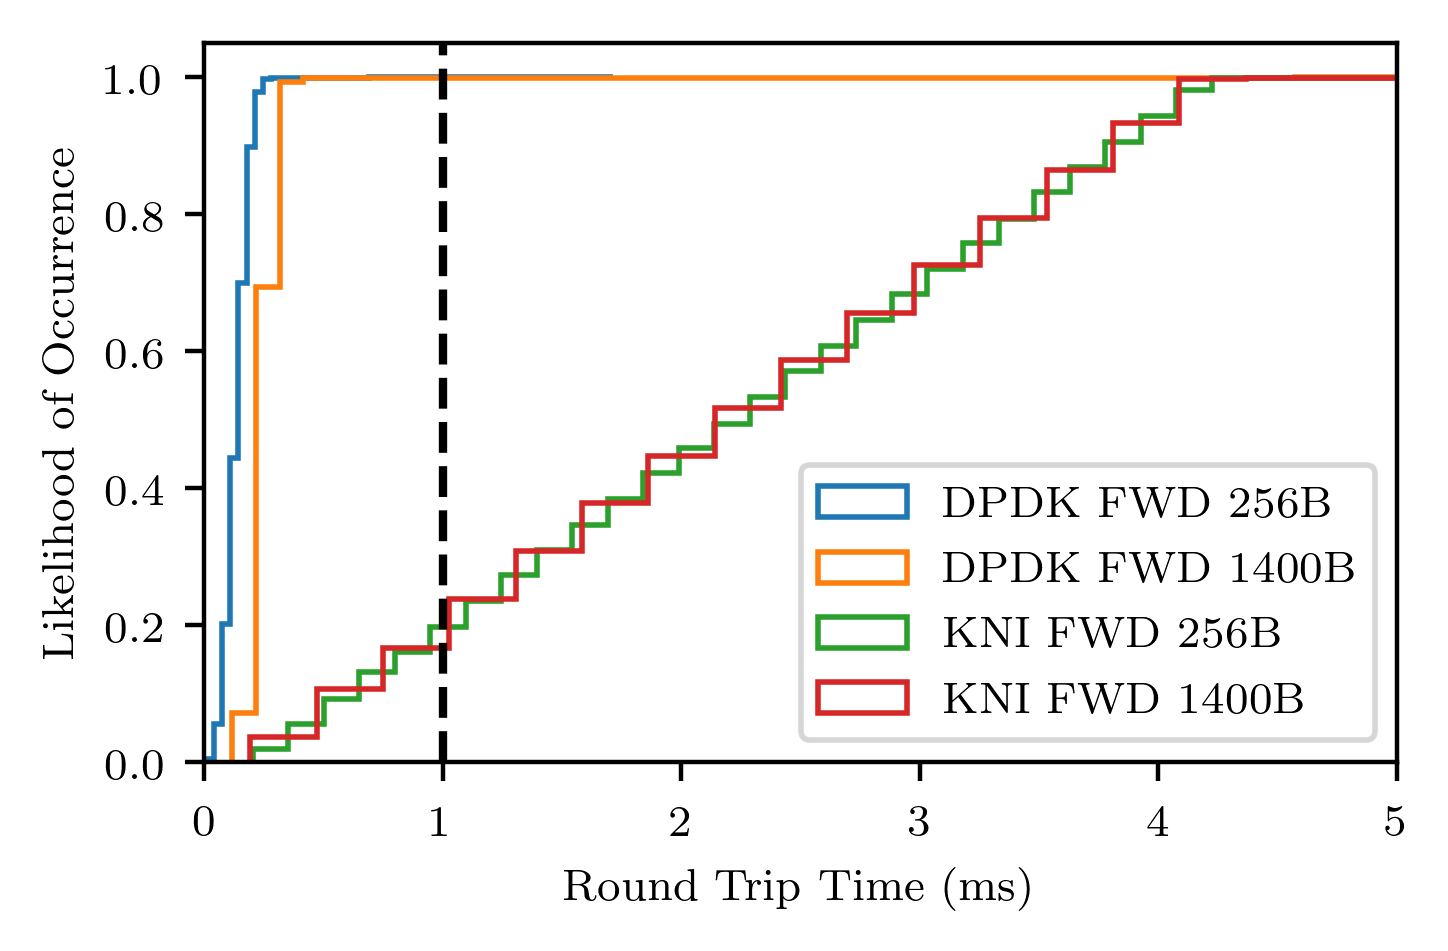 1.0
0.8
0.6
0.4
0.2
0.0
Likelihood of Occurrence
DPDK FWD 256B
DPDK FWD 1400B
KNI FWD 256B
KNI FWD 1400B
0 1 2 3 4 5
Round Trip Time (ms)